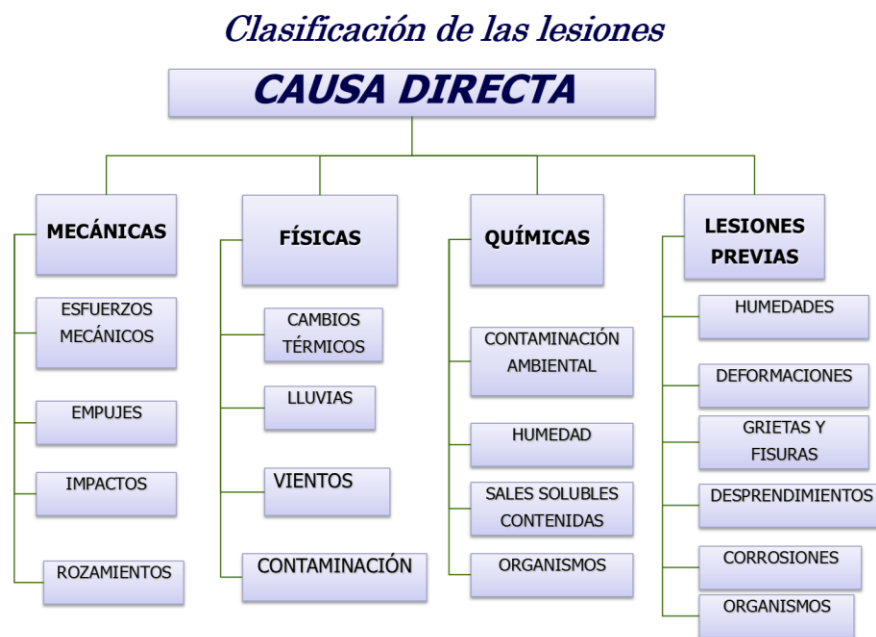 Clasificación de las lesiones
CAUSA DIRECTA
MECÁNICAS
ESFUERZOS
MECÁNICOS
EMPUJES
IMPACTOS
ROZAMIENTOS
FÍSICAS
CAMBIOS
TÉRMICOS
LLUVIAS
VIENTOS
CONTAMINACIÓN
QUÍMICAS
CONTAMINACIÓN
AMBIENTAL
HUMEDAD
SALES SOLUBLES
CONTENIDAS
ORGANISMOS
LESIONES
PREVIAS
HUMEDADES
DEFORMACIONES
GRIETAS Y
FISURAS
DESPRENDIMIENTOS
CORROSIONES
ORGANISMOS